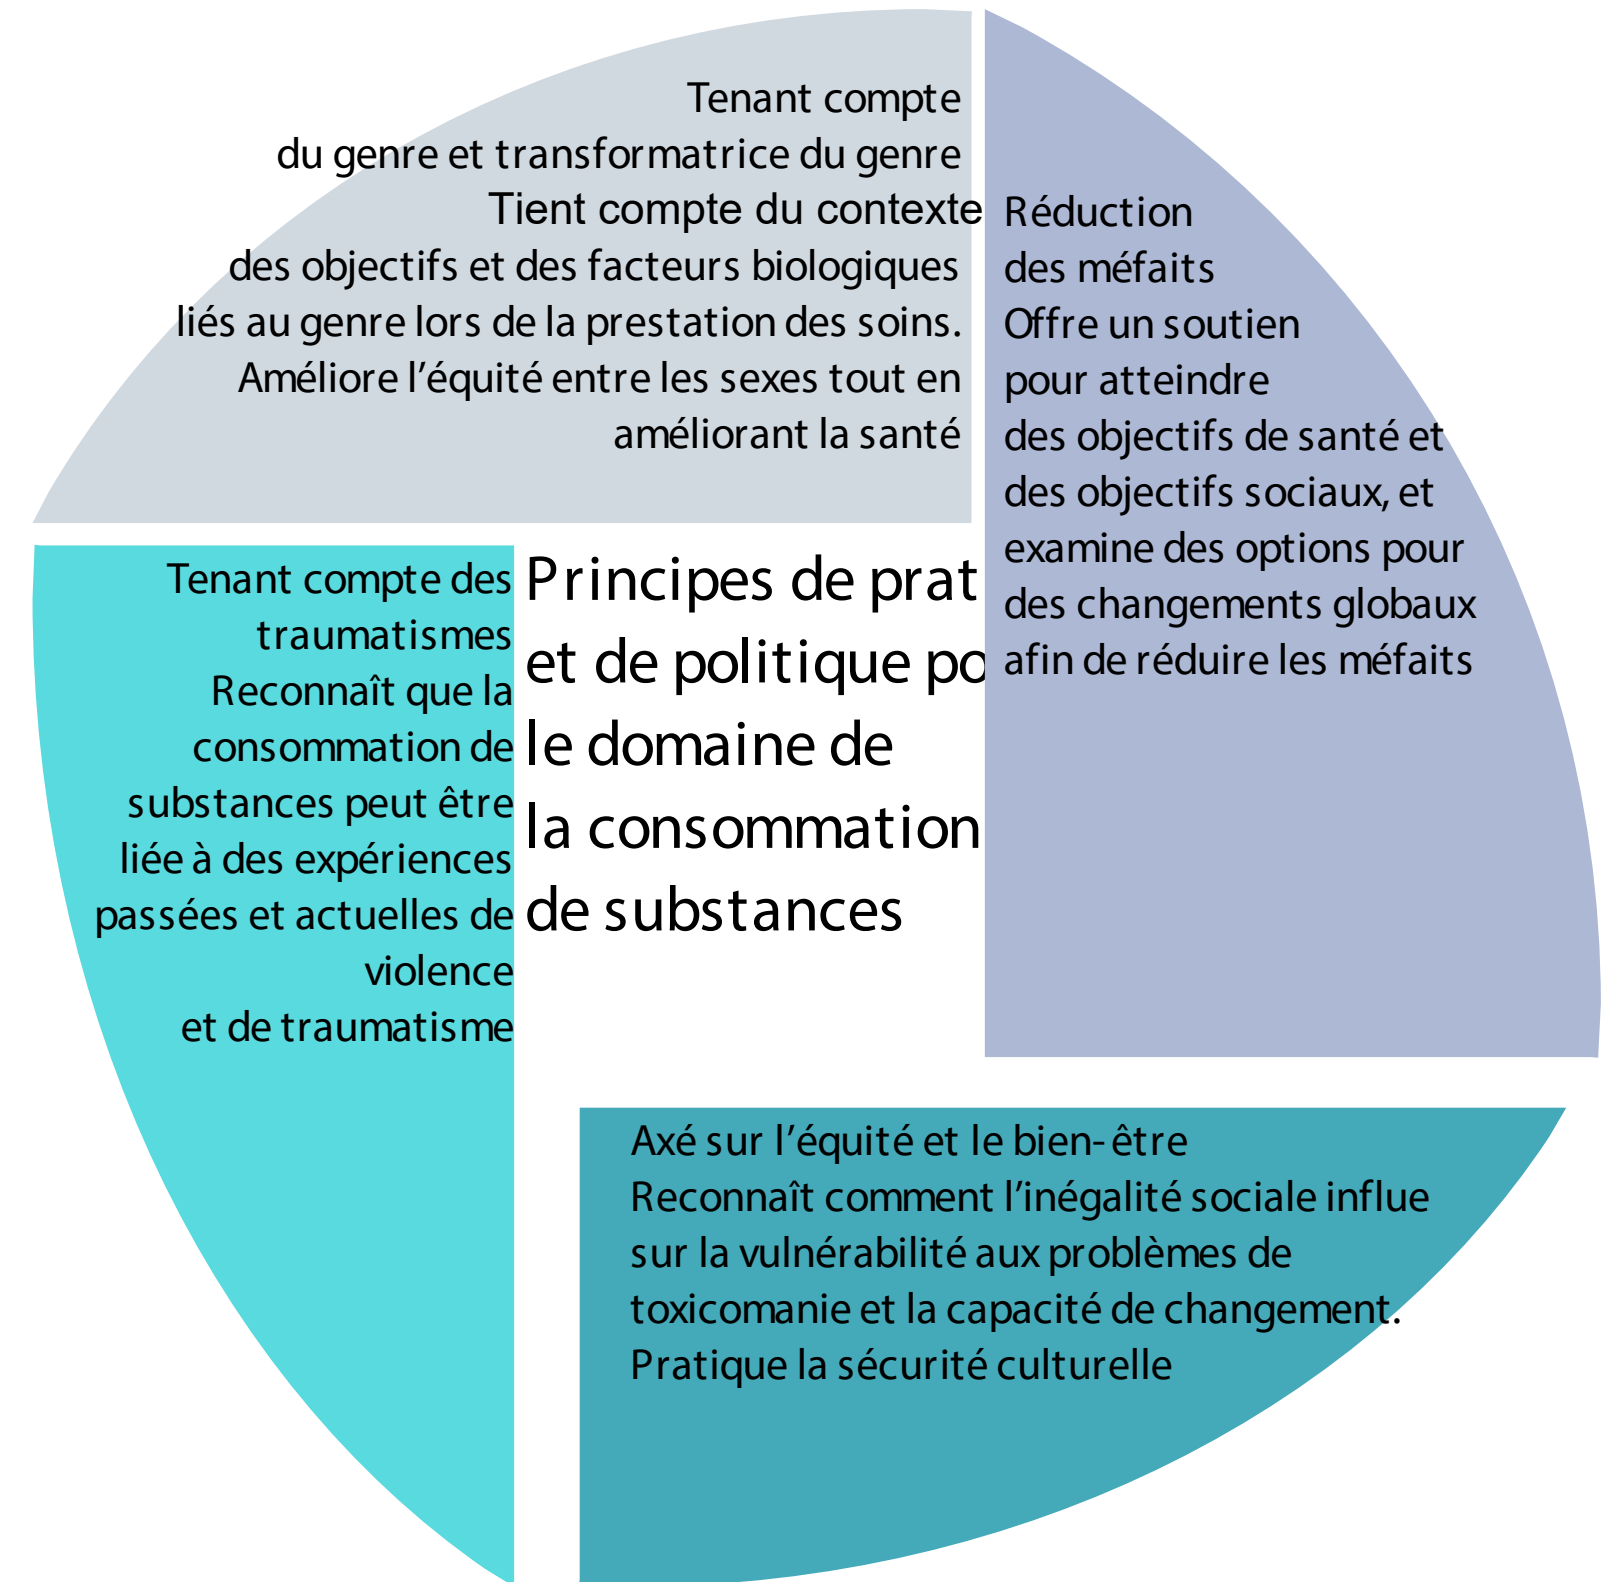 Tenant compte
du genre et transformatrice du genre
Tient compte du contexte
des objectifs et des facteurs biologiques
liés au genre lors de la prestation des soins.
Améliore l’équité entre les sexes tout en
améliorant la santé
Réduction
des méfaits
Offre un soutien
pour atteindre
des objectifs de santé et
des objectifs sociaux, et
examine des options pour
des changements globaux
afin de réduire les méfaits
Tenant compte des
traumatismes
Reconnaît que la
consommation de
substances peut être
liée à des expériences
passées et actuelles de
violence
et de traumatisme
Principes de prat
et de politique po
le domaine de
la consommation
de substances
Axé sur l’équité et le bien-être
Reconnaît comment l’inégalité sociale influe
sur la vulnérabilité aux problèmes de
toxicomanie et la capacité de changement.
Pratique la sécurité culturelle